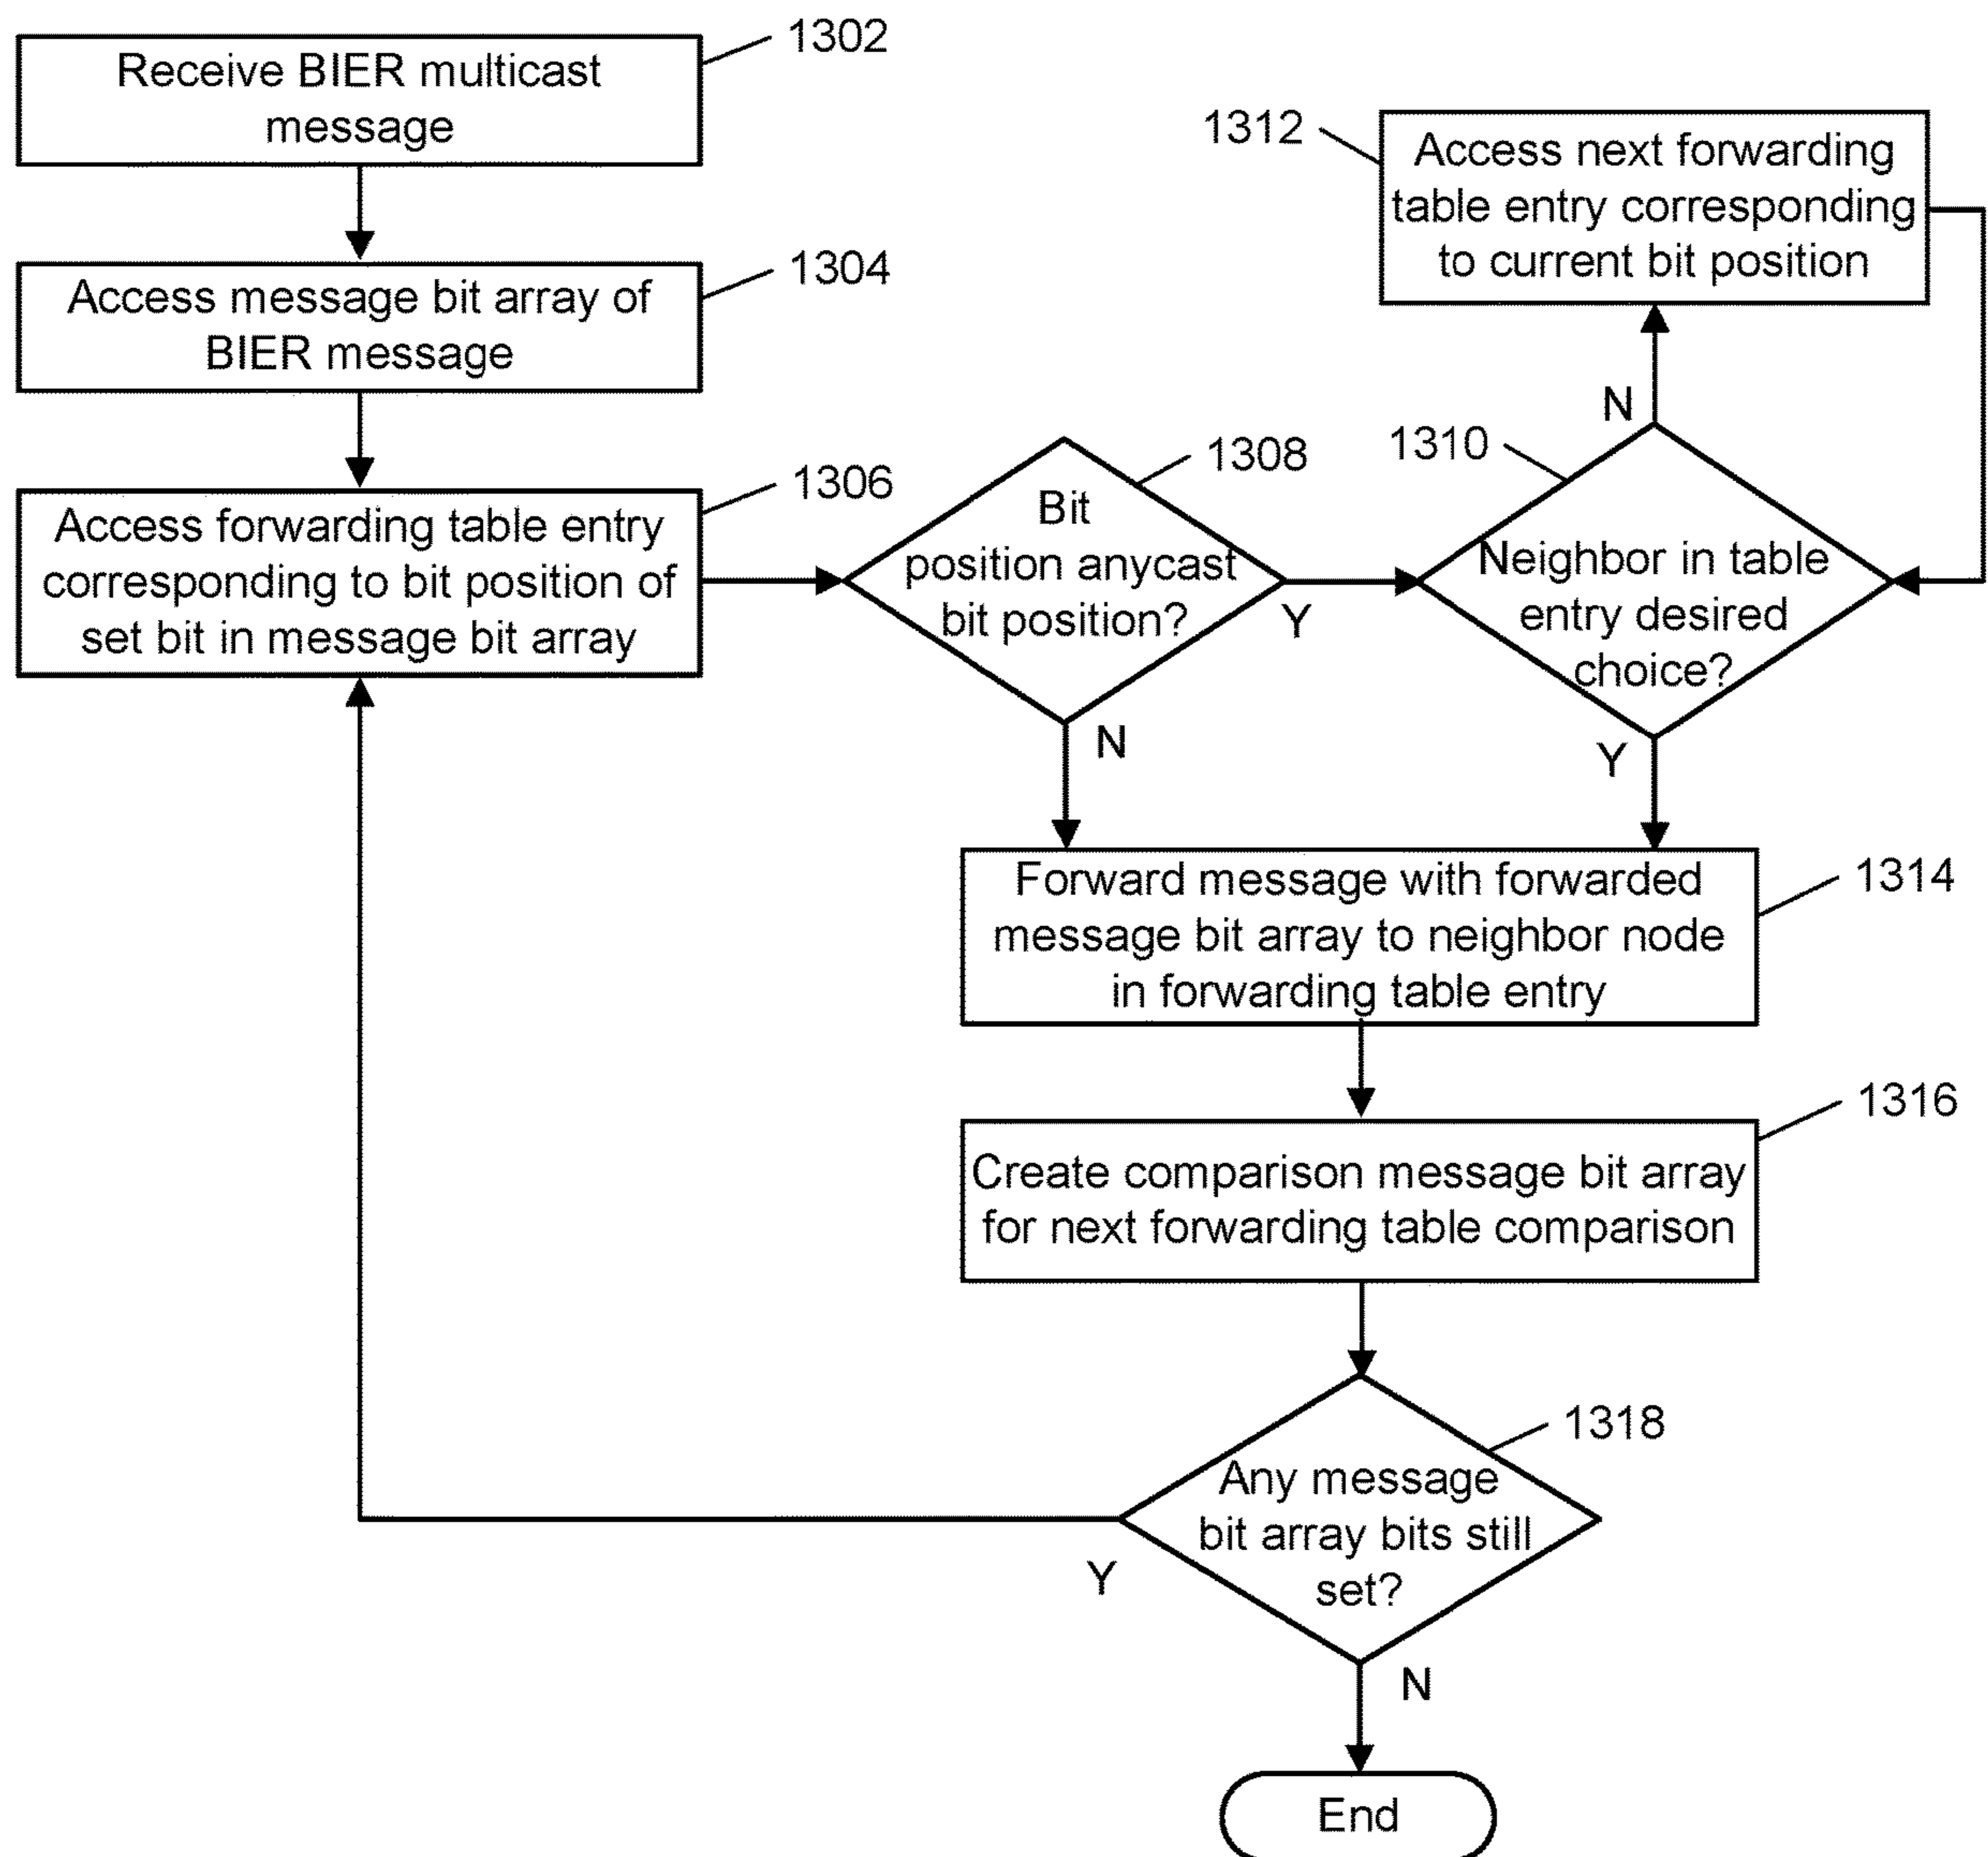 Receive BIER multicast
message
1302
Access message bit array of
BIER message
1304
Access forwarding table entry
corresponding to bit position of
set bit in message bit array
1306
Bit
position anycast
bit position?
1308
Y
N
1312
Access next forwarding
table entry corresponding
to current bit position
N
1310
Neighbor in table
entry desired
choice?
Y
Forward message with forwarded
message bit array to neighbor node
in forwarding table entry
1314
Create comparison message bit array
for next forwarding table comparison
1316
Any message
bit array bits still
set?
1318
Y
N
End